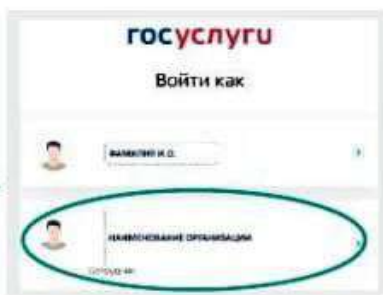 госуслуги
Войти как
ФАМИЛИЯ И.О.
НАИМЕНОВАНИЕ ОРГАНИЗАЦИИ
Сотрудник